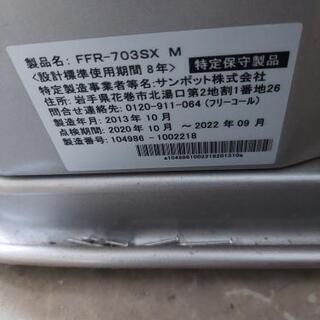 製品名: FFR-703SX M
特定保守製品
<設計標準使用期間 8年>
特定製造事業者等名: サンポット株式会社
住所: 岩手県花巻市北湯口第2地割1番地26
問合せ連絡先: 0120-911-064 (フリーコール)
製造年月: 2013年 10月
点検期間: 2020年 10月 ～ 2022年 09月
製造番号: 104986 - 1002218
a1049861002218201310a